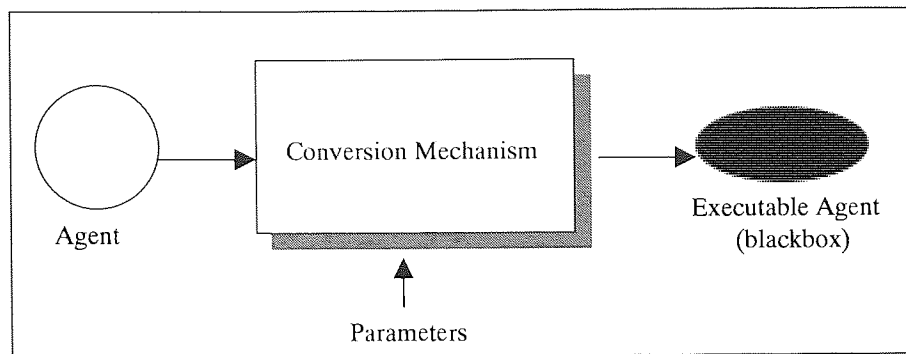 Conversion Mechanism
Agent
Executable Agent
(blackbox)
Parameters